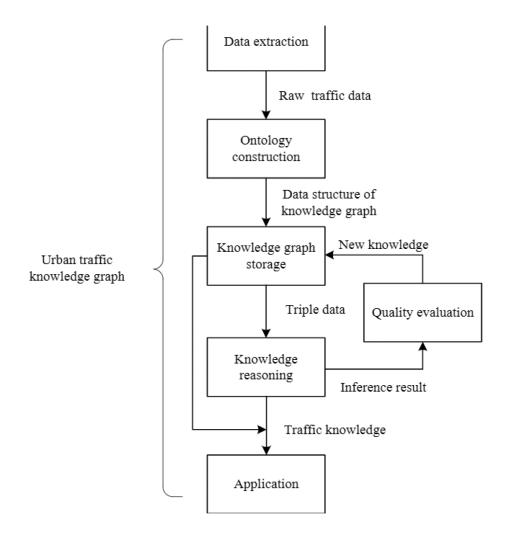 Data extraction
Raw traffic data
Ontology
construction
Data structure of
knowledge graph
Urban traffic
knowledge graph
Knowledge graph
storage
New knowledge
Triple data
Quality evaluation
Knowledge
reasoning
Inference result
Traffic knowledge
Application